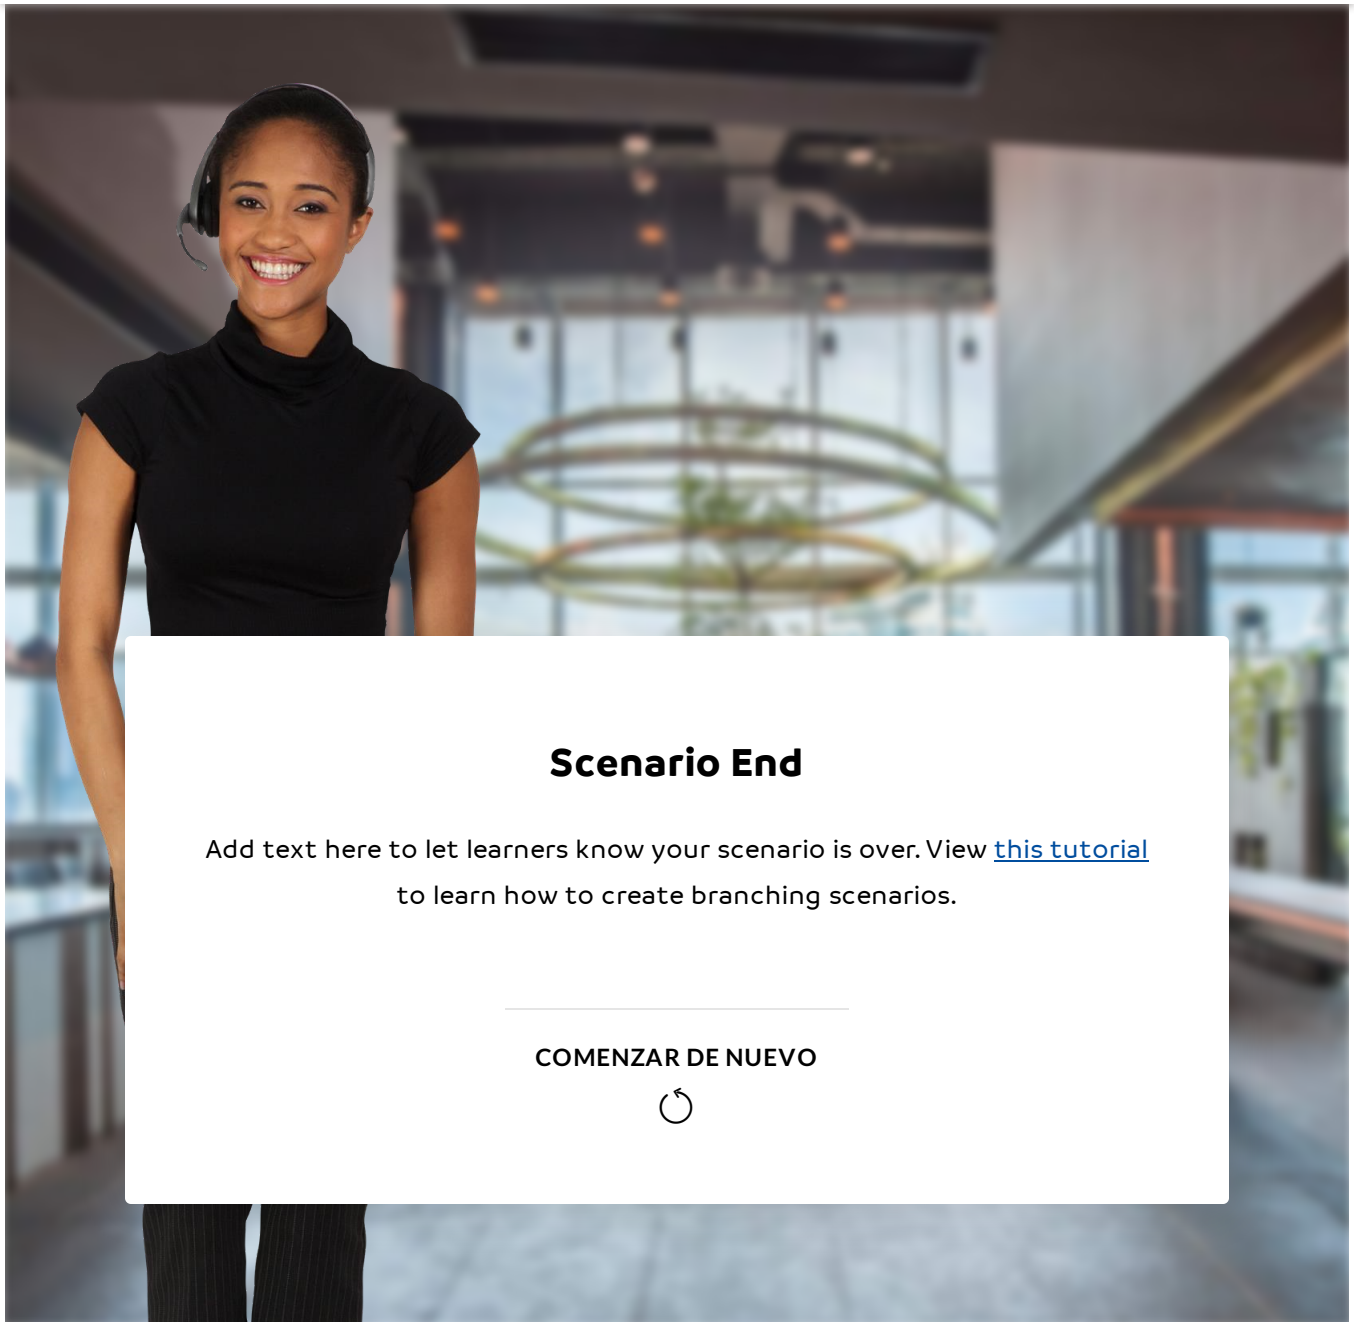 Scenario End
Add text here to let learners know your scenario is over. View this tutorial
to learn how to create branching scenarios.
COMENZAR DE NUEVO